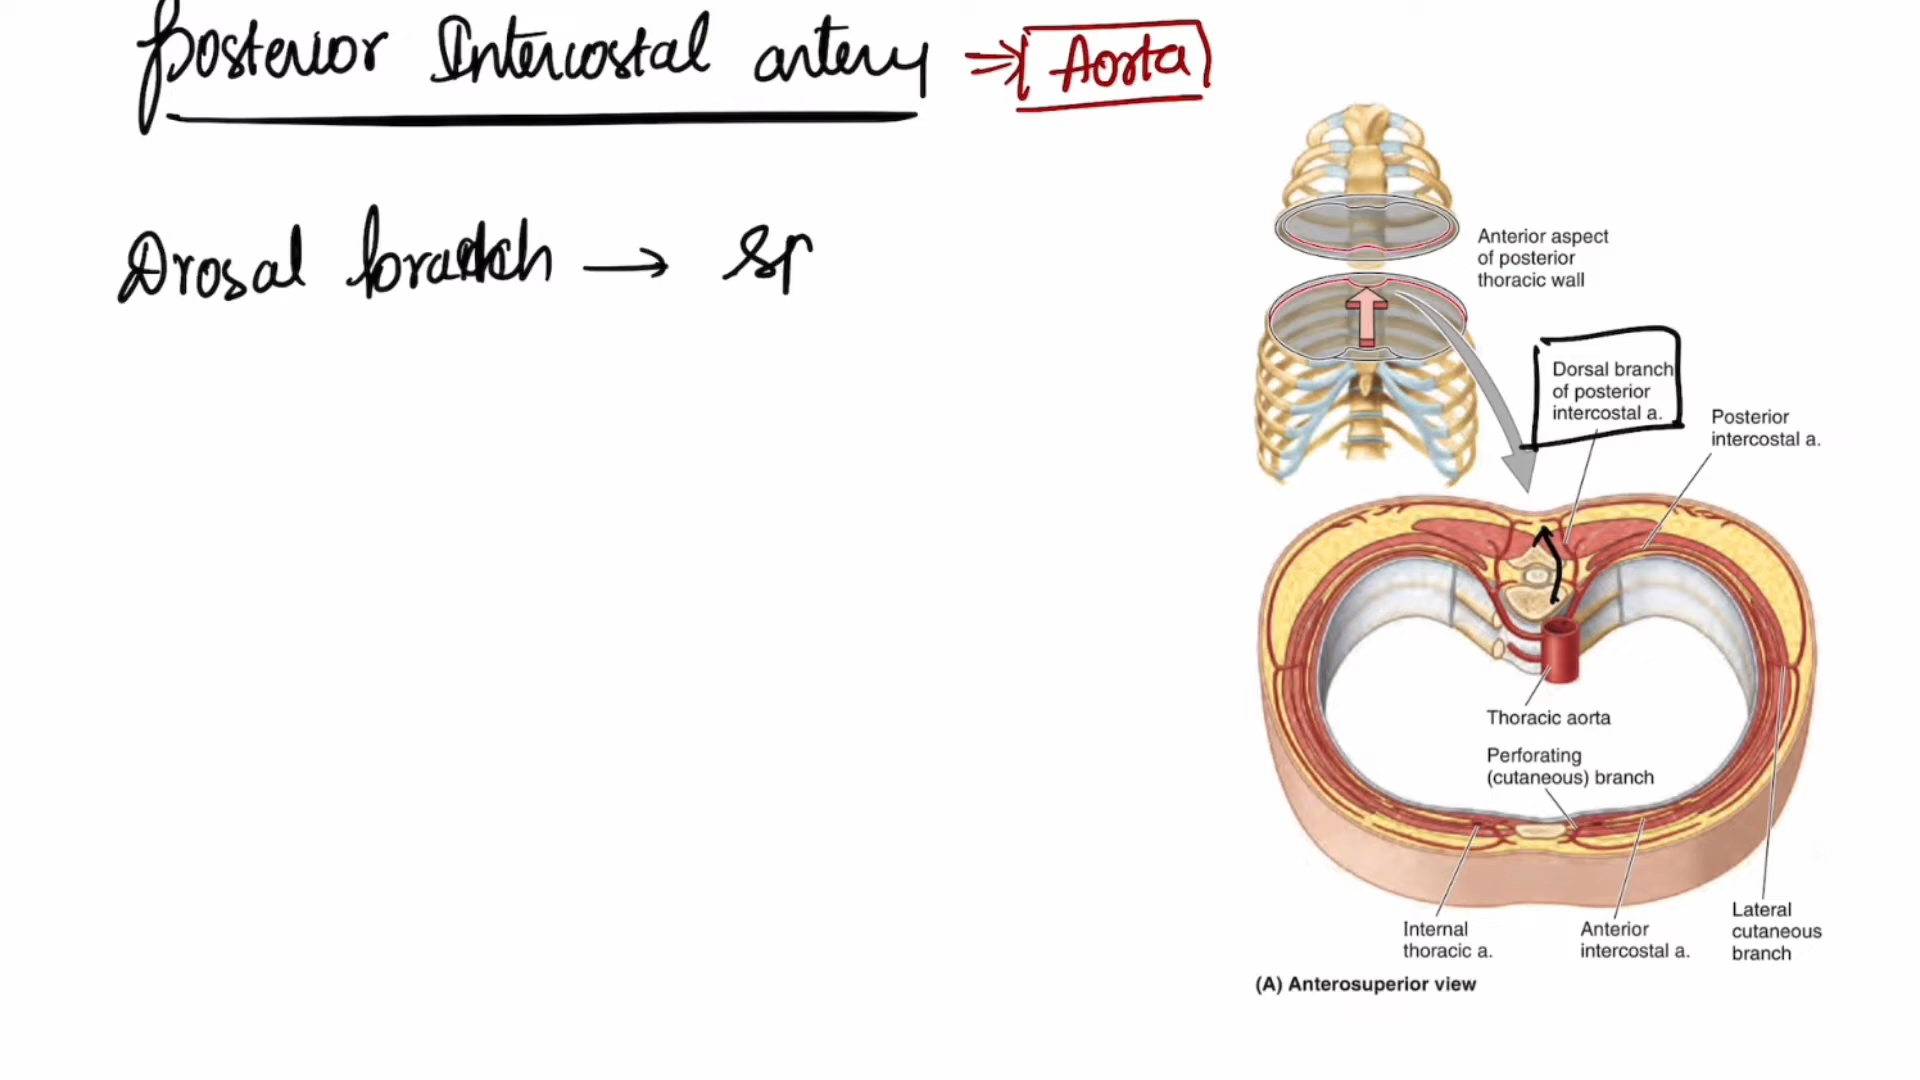 Posterior Intercostal artery ⇒ Aorta
Drosal branch → Sp
Anterior aspect
of posterior
thoracic wall
Dorsal branch
of posterior
intercostal a.
Posterior
intercostal a.
Thoracic aorta
Perforating
(cutaneous) branch
Internal
thoracic a.
Anterior
intercostal a.
Lateral
cutaneous
branch
(A) Anterosuperior view